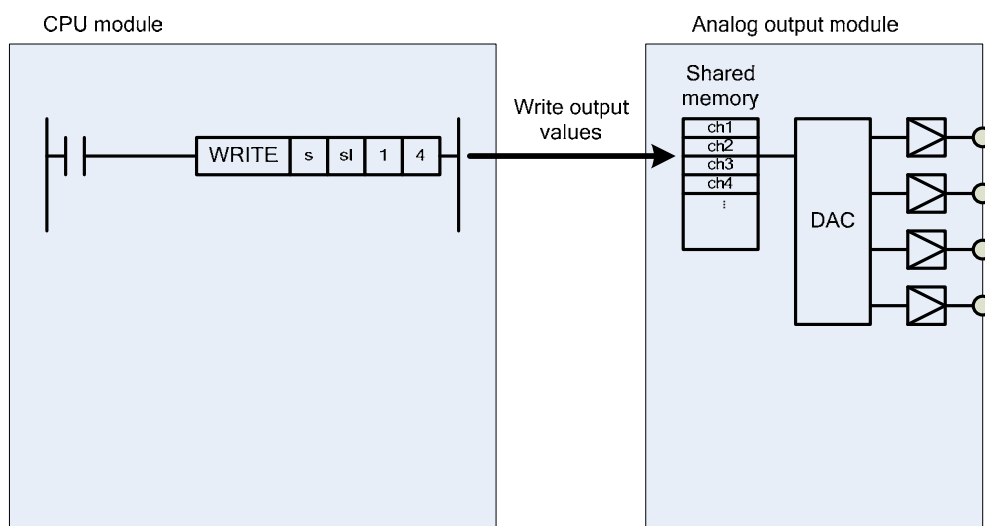 CPU module
Analog output module
WRITE s sl 1 4
Write output
values
Shared
memory
ch1
ch2
ch3
ch4
...
DAC